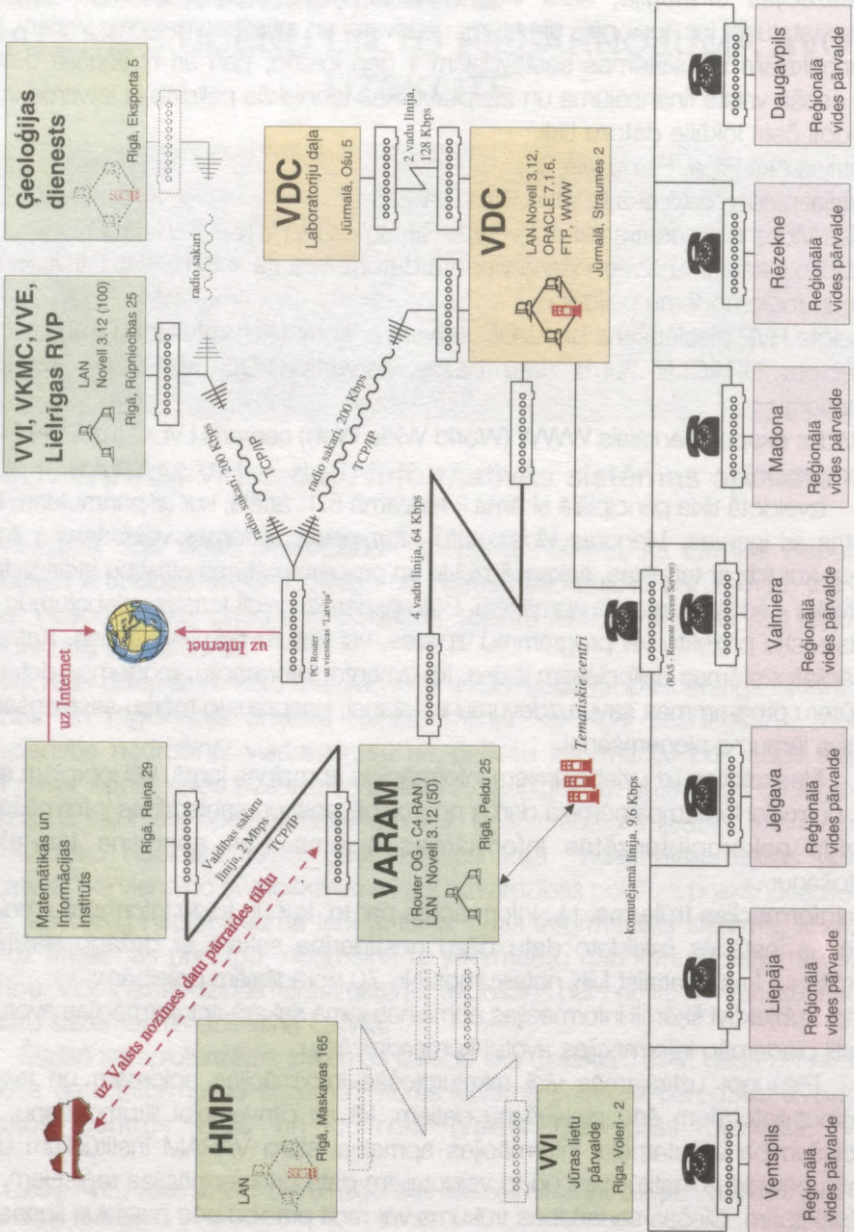 uz Valsts nozīmes datu pārraides tīklu
Matemātikas un
Informācijas
Institūts
Rīgā, Raiņa 29
uz Internet
uz Internet
Valdības sakaru
linija, 2 Mbps
TCP/IP
PC Router
uz viesnīcas "Latvija"
VVI, VKMC,VVE,
Lielrīgas RVP
LAN
Novell 3.12 (100)
Rīgā, Rūpniecības 25
Ģeoloģijas
dienests
Rīgā, Eksporta 5
radio sakari
radio sakari, 200 Kbps
TCP/IP
radio sakari, 200 Kbps
TCP/IP
HMP
LAN
Rīgā, Maskavas 165
VARAM
( Router OG C4 RAN )
LAN Novell 3.12 (50)
Rīgā, Peldu 25
4 vadu līnija, 64 Kbps
VDC
Laboratoriju daļa
Jūrmalā, Ošu 5
2 vadu līnija,
128 Kbps
VDC
LAN Novell 3.12,
ORACLE 7.1.6,
FTP, WWW
Jūrmalā, Straumes 2
VVI
Jūras lietu
pārvalde
Rīga, Voleri - 2
Tematiskie centri
komutējamā līnija, 9.2 Kbps
(RAS - Remote Access Server)
Ventspils
Reģionālā
vides pārvalde
Liepāja
Reģionālā
vides pārvalde
Jelgava
Reģionālā
vides pārvalde
Valmiera
Reģionālā
vides pārvalde
Madona
Reģionālā
vides pārvalde
Rēzekne
Reģionālā
vides pārvalde
Daugavpils
Reģionālā
vides pārvalde